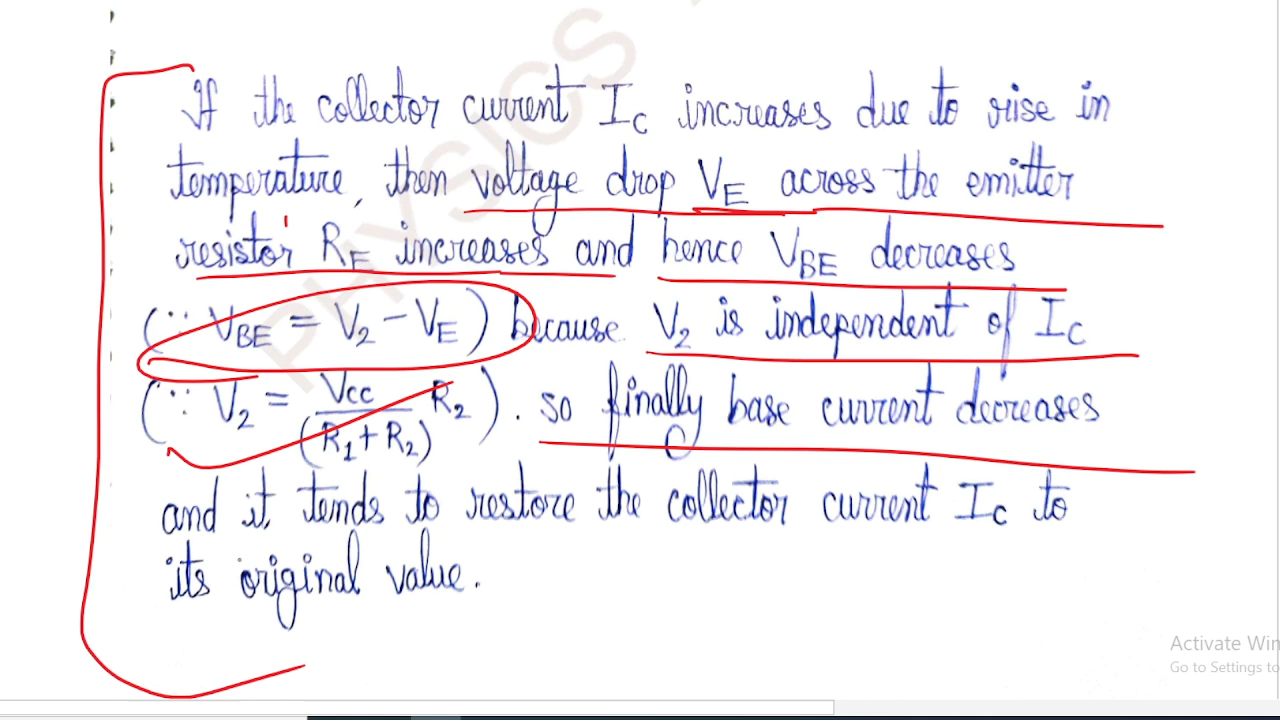 PHYSICS
If the collector current I_C increases due to rise in
temperature, then voltage drop V_E across the emitter
resistor R_E increases and hence V_BE decreases
(∵ V_BE = V_2 - V_E) because V_2 is independent of I_C
(∵ V_2 = V_CC/(R_1+R_2) R_2). so finally base current decreases
and it tends to restore the collector current I_C to
its original value.
Activate Win
Go to Settings to